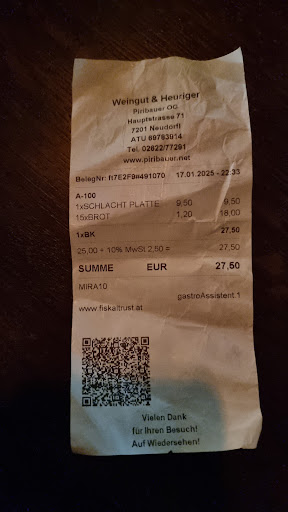 Weingut & Heuriger
Piribauer OG
Hauptstrasse 71
7201 Neudörfl
ATU 69783914
Tel. 02622/77291
www.piribauer.net
BelegNr: ft7E2F9#491070 17.01.2025 - 22:33
A-100
1xSCHLACHT PLATTE 9,50 9,50
15xBROT 1,20 18,00
1xBK 27,50
25,00 + 10% MwSt 2,50 = 27,50
SUMME EUR 27,50
MIRA10
gastroAssistent.1
www.fiskaltrust.at
Vielen Dank
für Ihren Besuch!
Auf Wiedersehen!